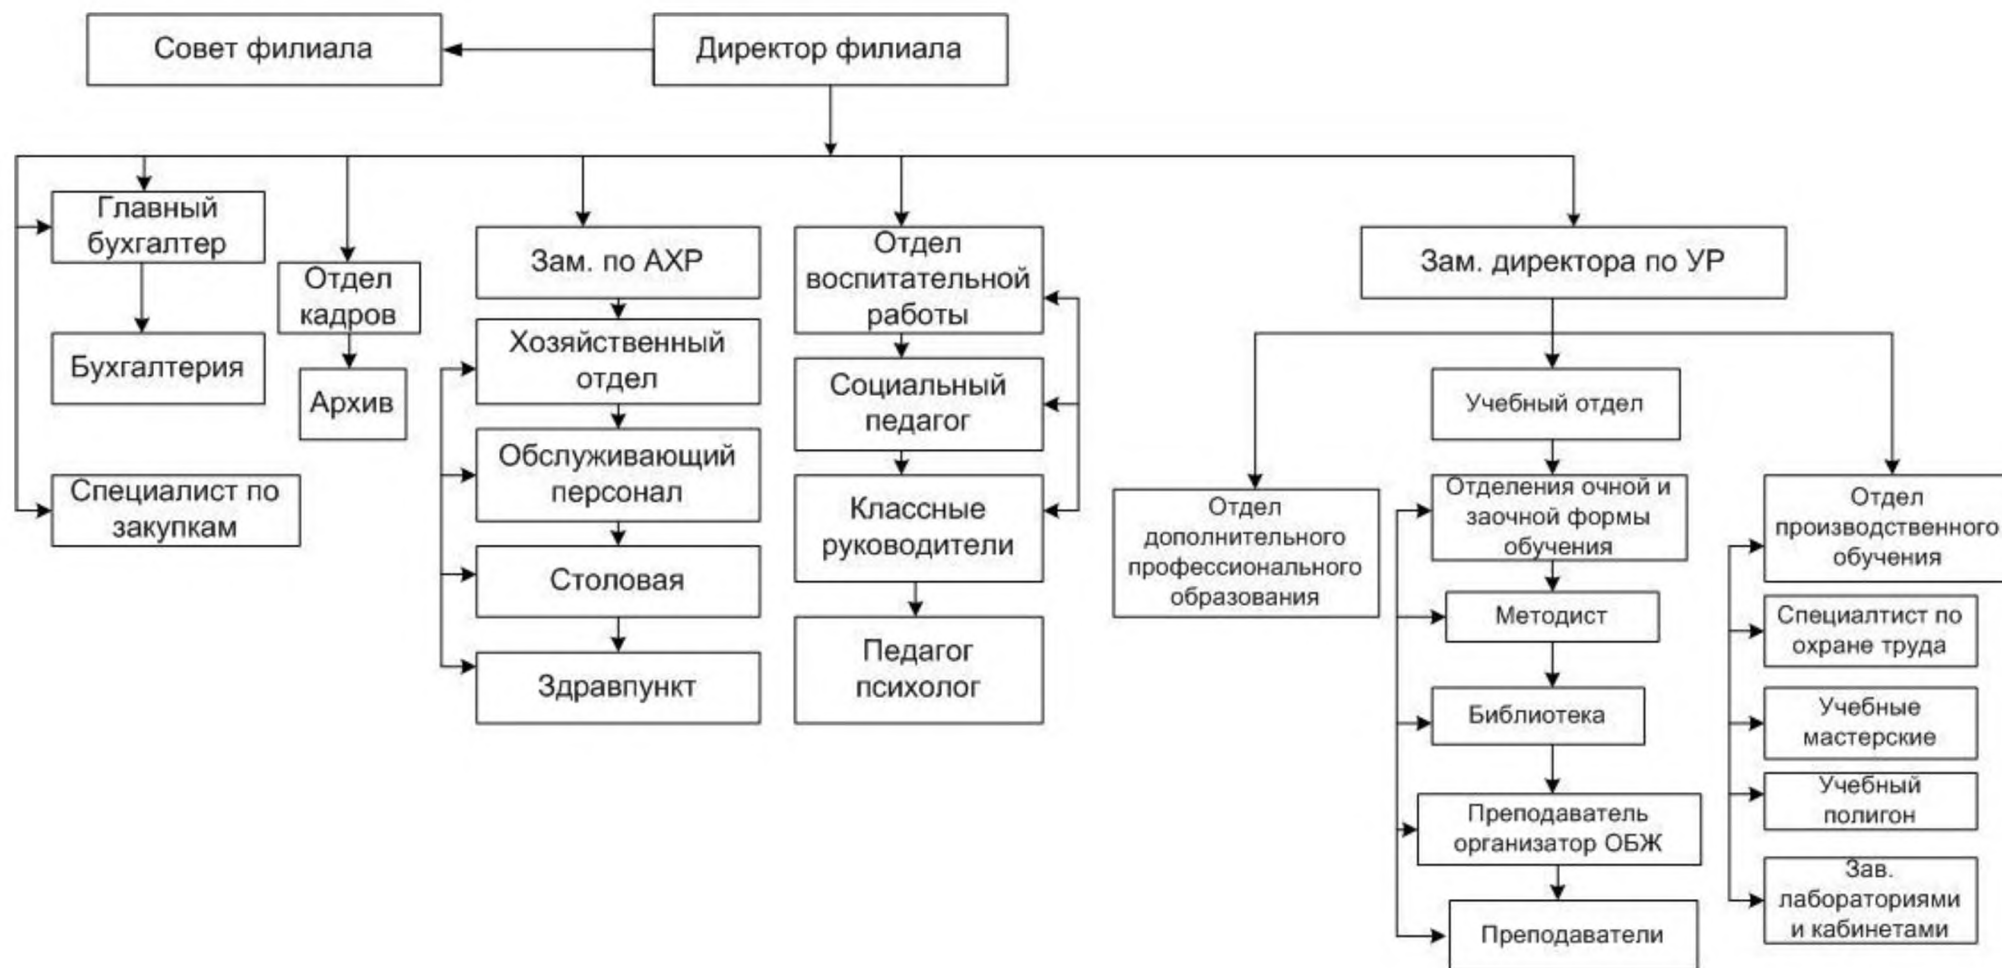 Совет филиала
Директор филиала
Главный
бухгалтер
Бухгалтерия
Специалист по
закупкам
Отдел
кадров
Архив
Зам. по АХР
Хозяйственный
отдел
Обслуживающий
персонал
Столовая
Здравпункт
Отдел
воспитательной
работы
Социальный
педагог
Классные
руководители
Педагог
психолог
Зам. директора по УР
Отдел
дополнительного
профессионального
образования
Учебный отдел
Отделения очной и
заочной формы
обучения
Методист
Библиотека
Преподаватель
организатор ОБЖ
Преподаватели
Отдел
производственного
обучения
Специалтист по
охране труда
Учебные
мастерские
Учебный
полигон
Зав.
лабораториями
и кабинетами